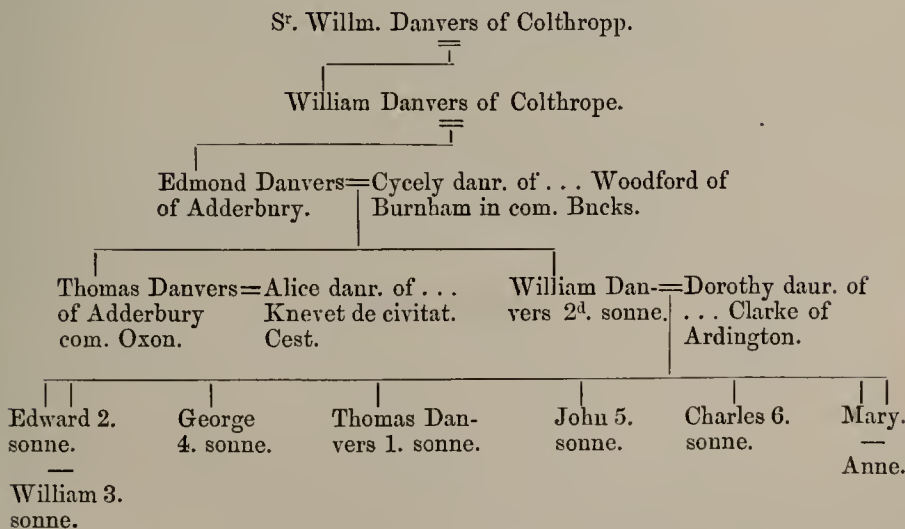 Sr. Willm. Danvers of Colthropp.
William Danvers of Colthrope.
Edmond Danvers=Cycely danr. of . . . Woodford of
of Adderbury. Burnham in com. Bucks.
Thomas Danvers=Alice danr. of . . .
of Adderbury Knevet de civitat.
com. Oxon. Cest.
William Dan-=Dorothy daur. of
vers 2d. sonne. . . . Clarke of
Ardington.
Edward 2.
sonne.
—
William 3.
sonne.
George
4. sonne.
Thomas Dan-
vers 1. sonne.
John 5.
sonne.
Charles 6.
sonne.
Mary.
—
Anne.